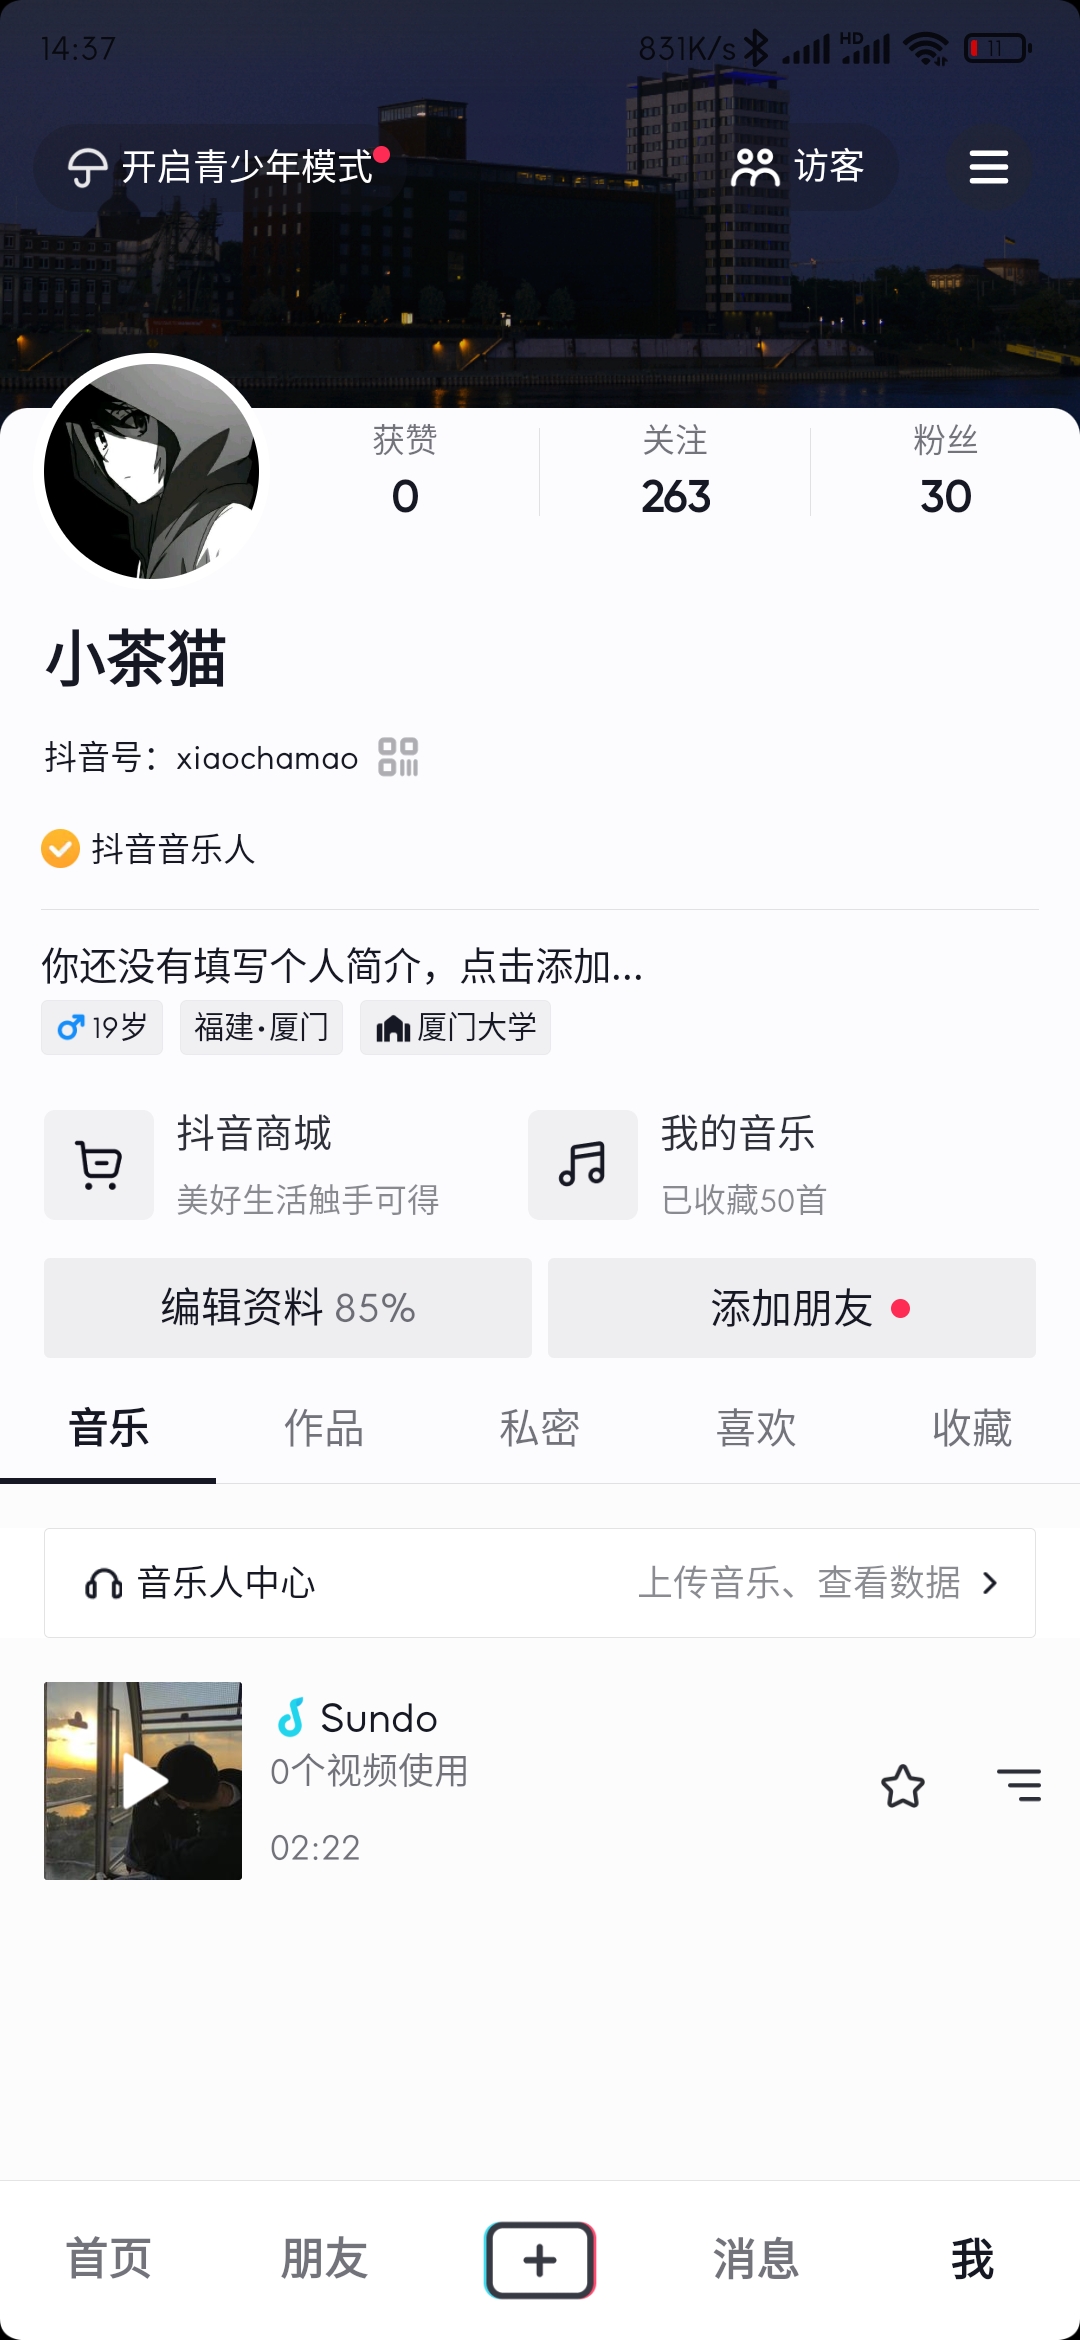 14:37
831K/s HD 11
开启青少年模式
访客
获赞
关注
粉丝
0
263
30
小茶猫
抖音号：xiaochamao
抖音音乐人
你还没有填写个人简介，点击添加...
19岁
福建·厦门
厦门大学
抖音商城
我的音乐
美好生活触手可得
已收藏50首
编辑资料 85%
添加朋友
音乐
作品
私密
喜欢
收藏
音乐人中心
上传音乐、查看数据
Sundo
0个视频使用
02:22
首页
朋友
消息
我